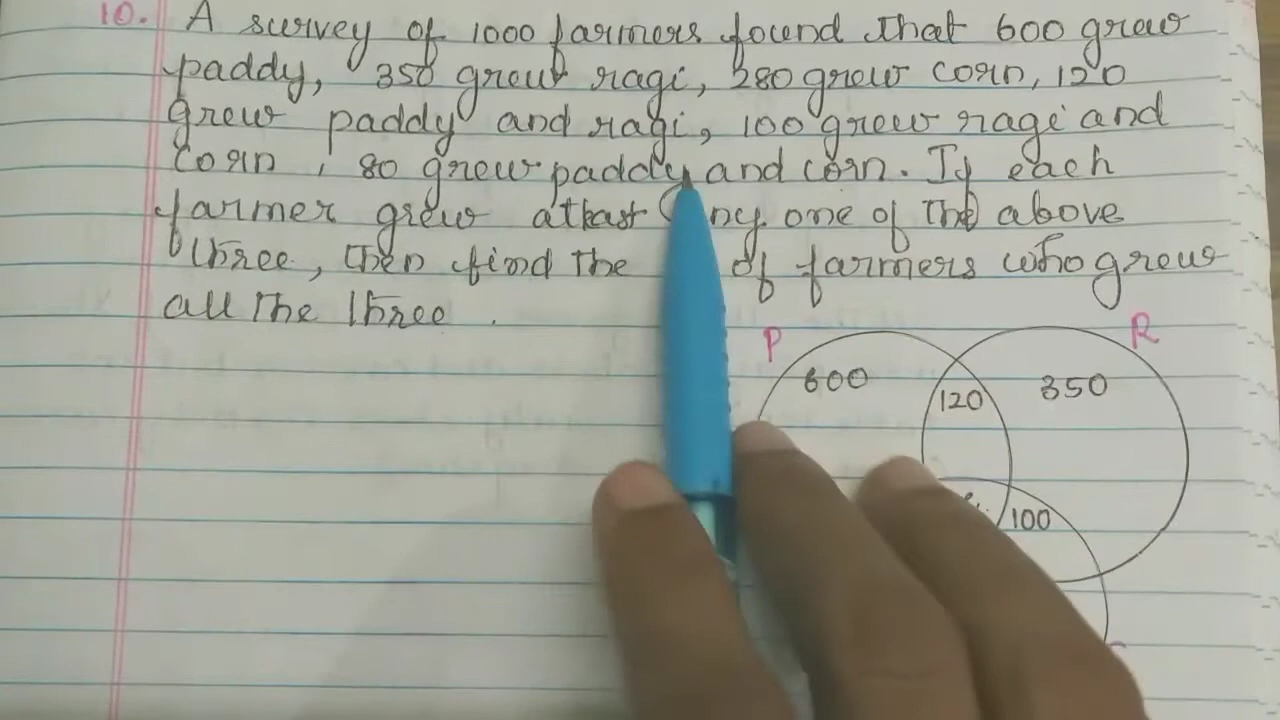 10. A survey of 1000 farmers found that 600 grew
paddy, 350 grew ragi, 280 grew corn, 120
grew paddy and ragi, 100 grew ragi and
corn, 80 grew paddy and corn. If each
farmer grew atleast ny one of the above
three, then find the of farmers who grew
all the three.
P
R
600
120
350
100